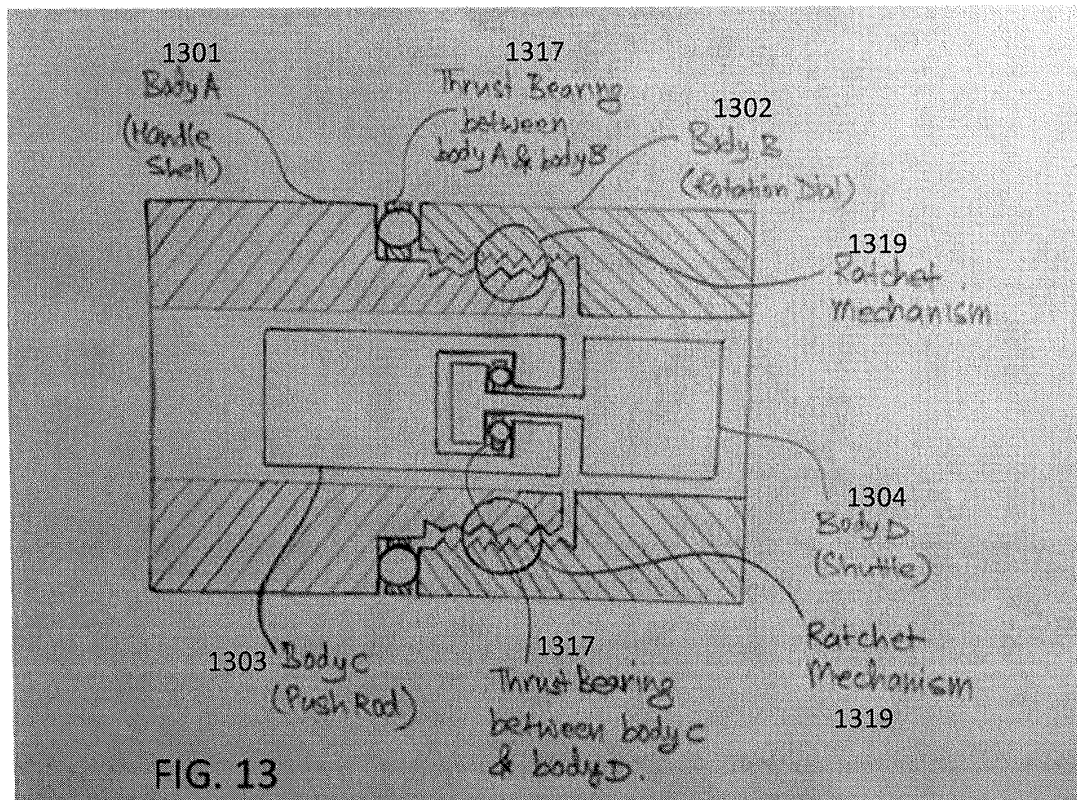 1301
Body A
(Handle
Shell)
1317
Thrust Bearing
between
body A & body B
1302
Body B
(Rotation Dial)
1319
Ratchet
Mechanism
1304
Body D
(Shuttle)
Ratchet
Mechanism
1319
1317
Thrust Bearing
between body C
& body D.
1303 Body C
(Push Rod)
FIG. 13